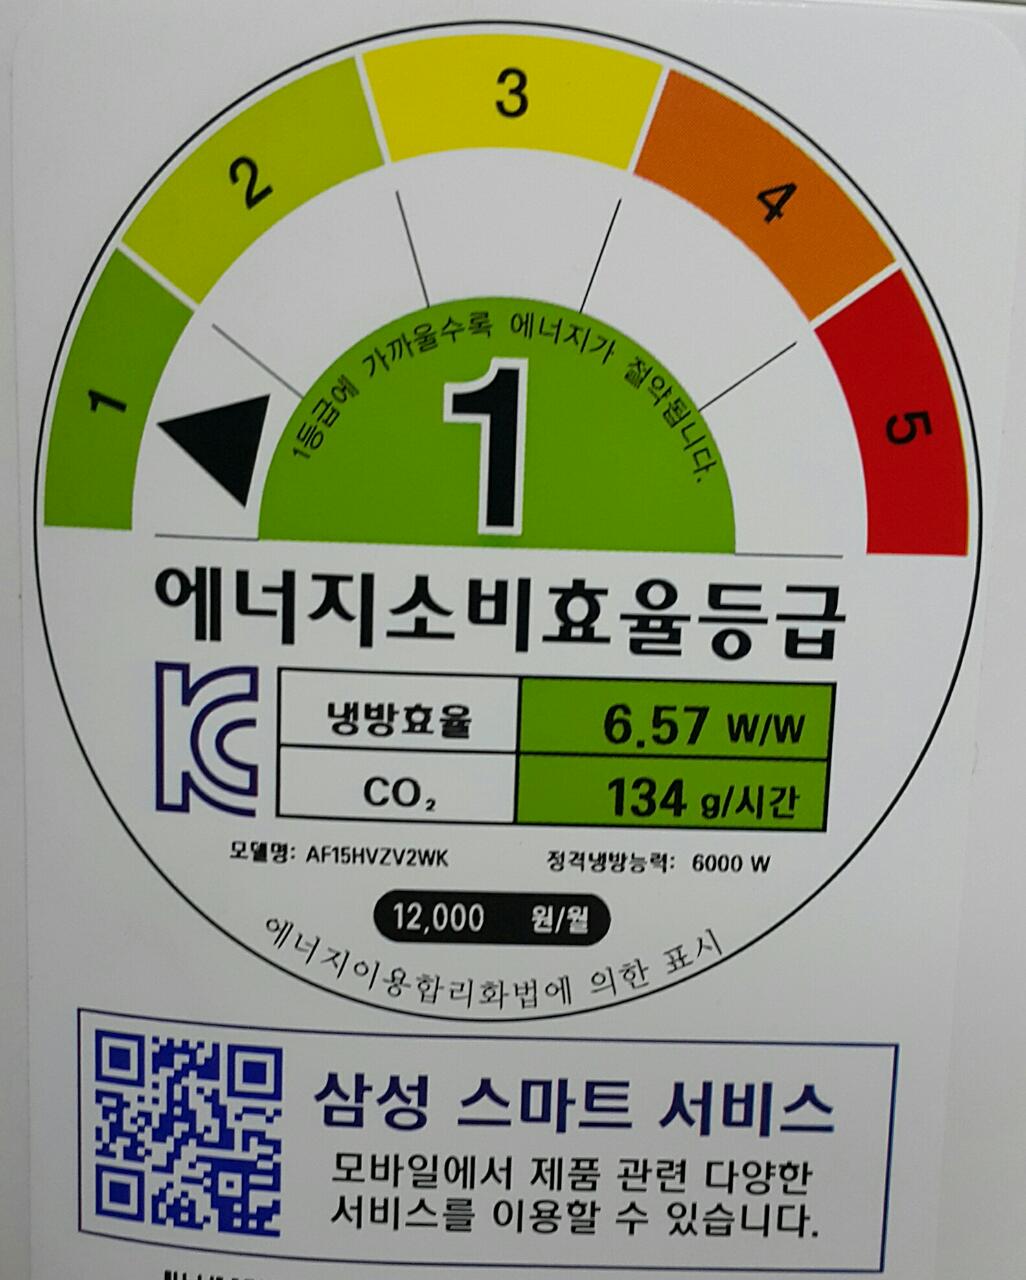 1
2
3
4
5
1등급에 가까울수록 에너지가 절약됩니다.
1
에너지소비효율등급
냉방효율 6.57 W/W
CO₂ 134 g/시간
모델명: AF15HVZV2WK 정격냉방능력: 6000 W
12,000 원/월
에너지이용합리화법에 의한 표시
삼성 스마트 서비스
모바일에서 제품 관련 다양한
서비스를 이용할 수 있습니다.